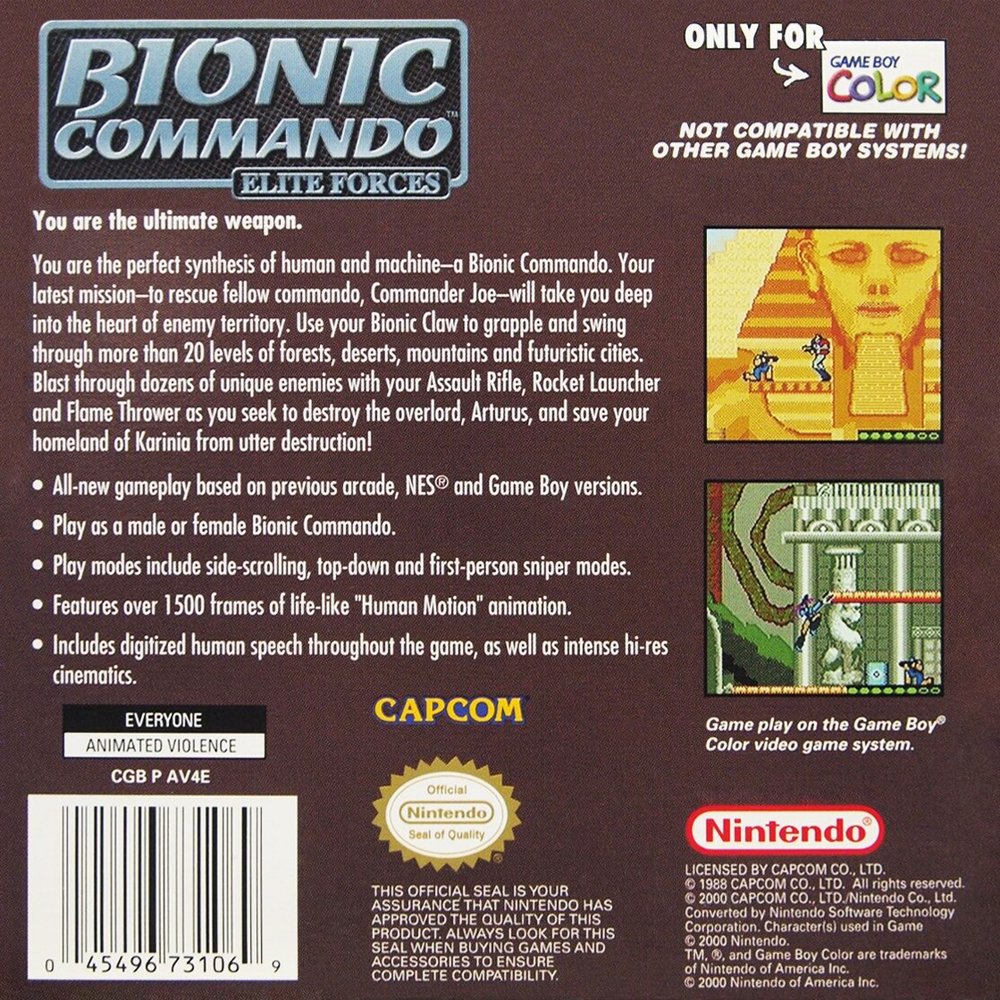 BIONIC
COMMANDO™
ELITE FORCES
ONLY FOR
GAME BOY
COLOR
NOT COMPATIBLE WITH
OTHER GAME BOY SYSTEMS!
You are the ultimate weapon.
You are the perfect synthesis of human and machine–a Bionic Commando. Your
latest mission–to rescue fellow commando, Commander Joe–will take you deep
into the heart of enemy territory. Use your Bionic Claw to grapple and swing
through more than 20 levels of forests, deserts, mountains and futuristic cities.
Blast through dozens of unique enemies with your Assault Rifle, Rocket Launcher
and Flame Thrower as you seek to destroy the overlord, Arturus, and save your
homeland of Karinia from utter destruction!
• All-new gameplay based on previous arcade, NES® and Game Boy versions.
• Play as a male or female Bionic Commando.
• Play modes include side-scrolling, top-down and first-person sniper modes.
• Features over 1500 frames of life-like "Human Motion" animation.
• Includes digitized human speech throughout the game, as well as intense hi-res
cinematics.
Game play on the Game Boy®
Color video game system.
EVERYONE
ANIMATED VIOLENCE
CGB P AV4E
0 45496 73106 9
CAPCOM
Official
Nintendo
Seal of Quality
®
THIS OFFICIAL SEAL IS YOUR
ASSURANCE THAT NINTENDO HAS
APPROVED THE QUALITY OF THIS
PRODUCT. ALWAYS LOOK FOR THIS
SEAL WHEN BUYING GAMES AND
ACCESSORIES TO ENSURE
COMPLETE COMPATIBILITY.
Nintendo®
LICENSED BY CAPCOM CO., LTD.
© 1988 CAPCOM CO., LTD. All rights reserved.
© 2000 CAPCOM CO., LTD./Nintendo Co., Ltd.
Converted by Nintendo Software Technology
Corporation. Character(s) used in Game
© 2000 Nintendo.
TM, ®, and Game Boy Color are trademarks
of Nintendo of America Inc.
© 2000 Nintendo of America Inc.